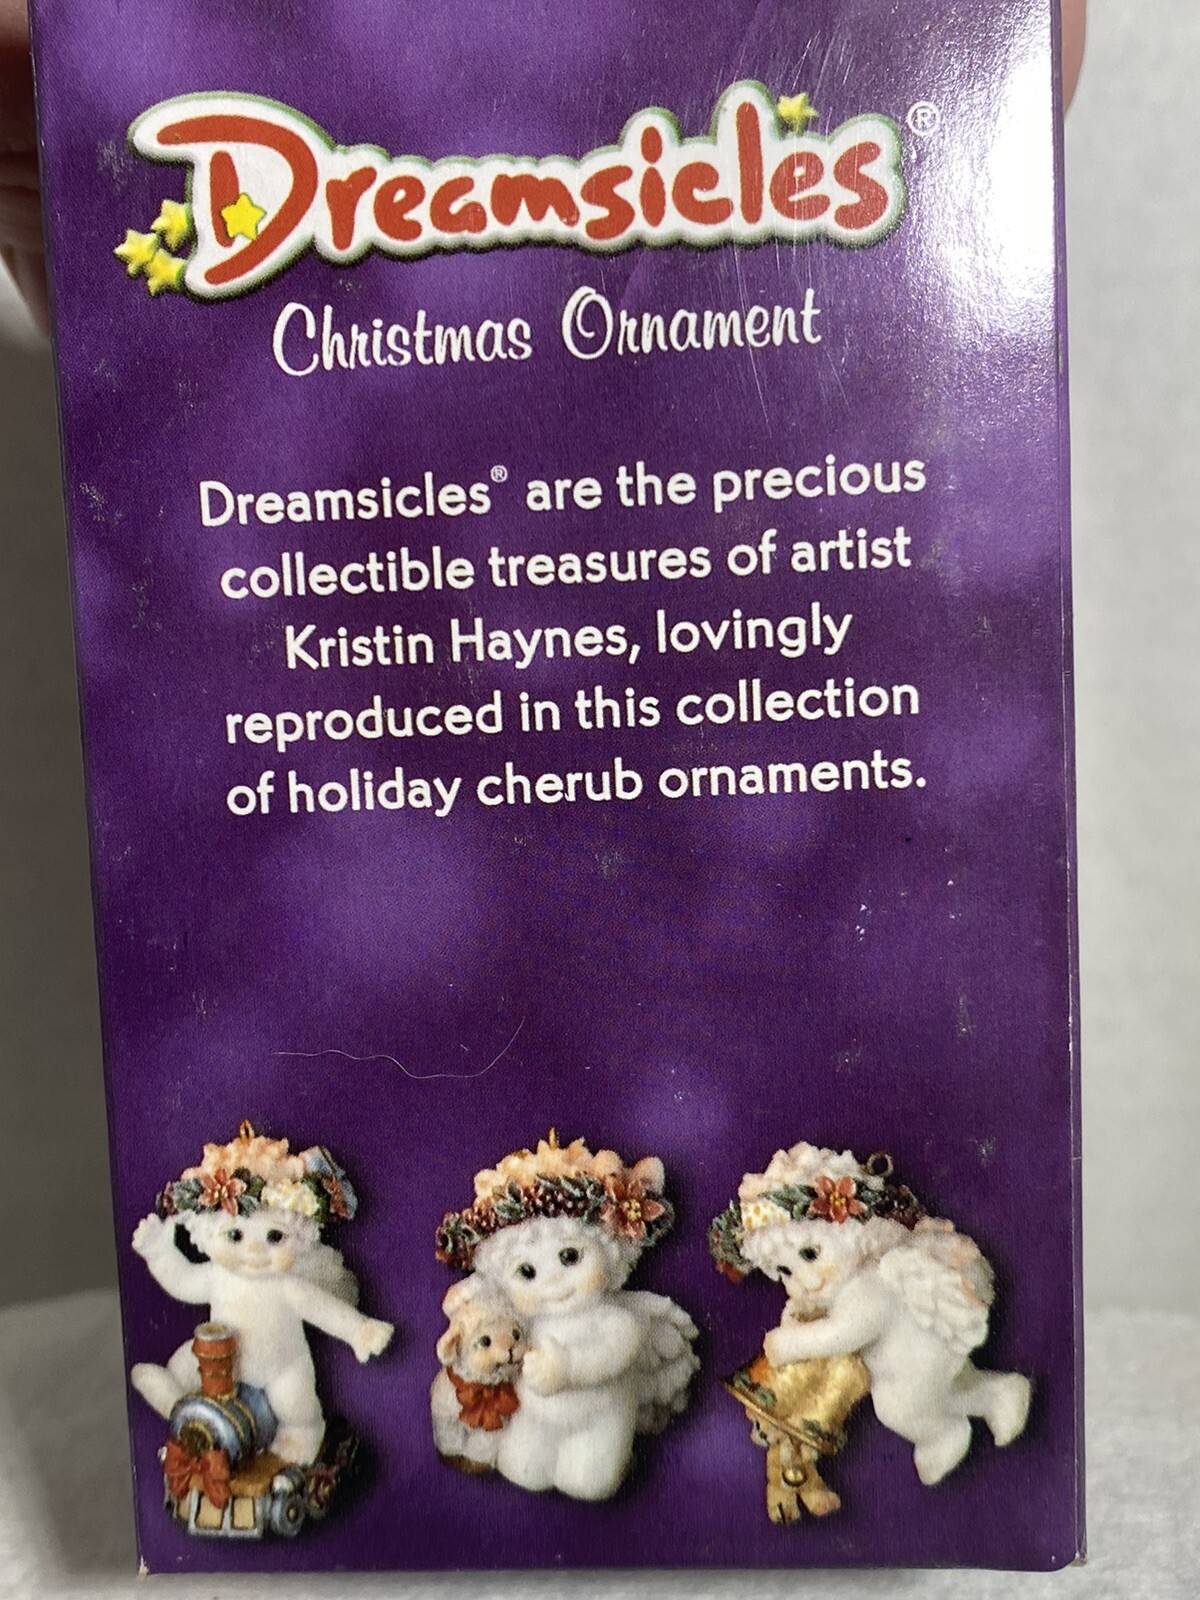 Dreamsicles®
Christmas Ornament
Dreamsicles® are the precious
collectible treasures of artist
Kristin Haynes, lovingly
reproduced in this collection
of holiday cherub ornaments.